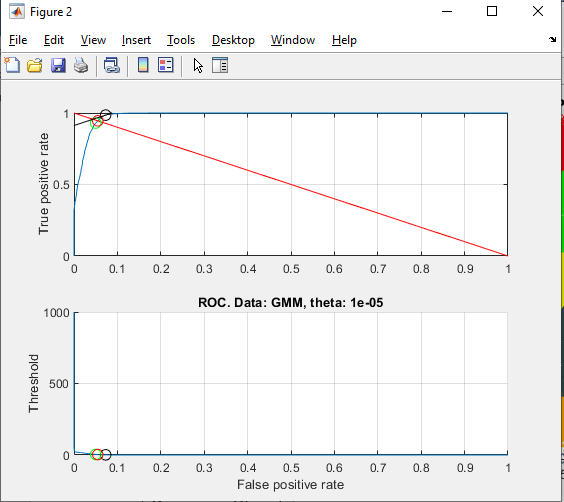 Figure 2
File Edit View Insert Tools Desktop Window Help
1
0.5
0
True positive rate
0 0.1 0.2 0.3 0.4 0.5 0.6 0.7 0.8 0.9 1
ROC. Data: GMM, theta: 1e-05
1000
500
0
Threshold
0 0.1 0.2 0.3 0.4 0.5 0.6 0.7 0.8 0.9 1
False positive rate